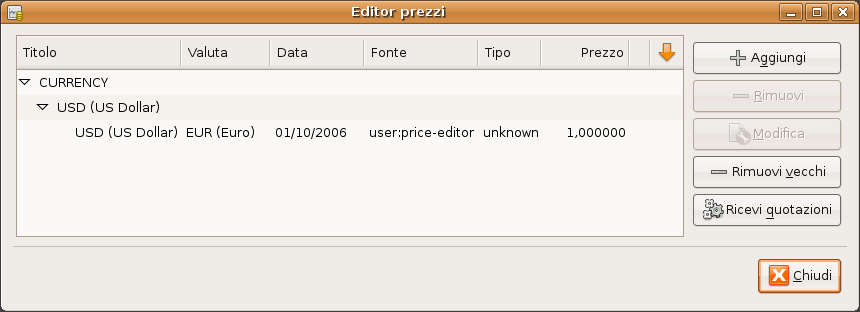 Editor prezzi
Titolo Valuta Data Fonte Tipo Prezzo
CURRENCY
USD (US Dollar)
USD (US Dollar) EUR (Euro) 01/10/2006 user:price-editor unknown 1,000000
Aggiungi
Rimuovi
Modifica
Rimuovi vecchi
Ricevi quotazioni
Chiudi